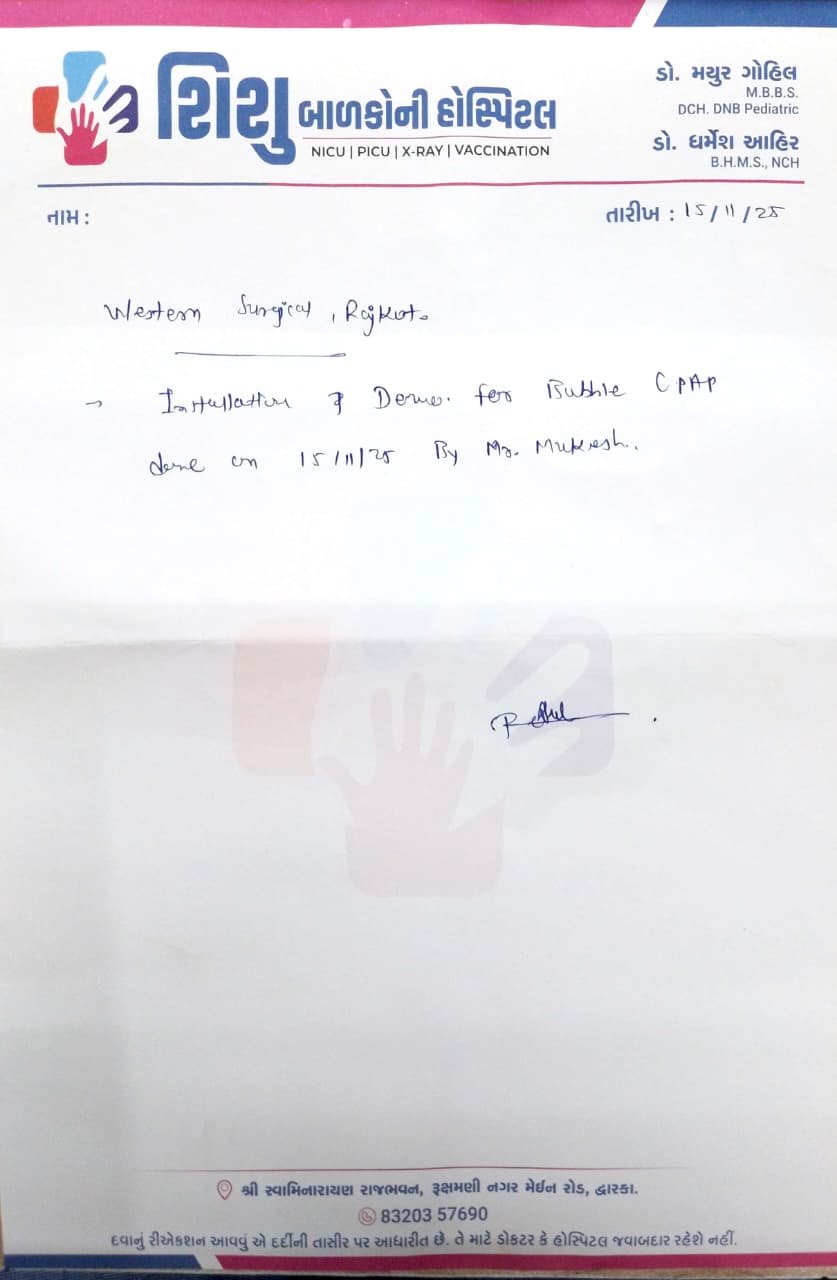 શિશુ બાળકોની હોસ્પિટલ
NICU | PICU | X-RAY | VACCINATION
ડો. મયુર ગોહિલ
M.B.B.S.
DCH. DNB Pediatric
ડો. ધર્મેશ આહિર
B.H.M.S., NCH
નામ :
તારીખ : 15/11/25
Western Surgical, Rajkot.
→ Installation & Demo. for Bubble CPAP
done on 15/11/25 By Mr. Mukesh.
શ્રી સ્વામિનારાયણ રાજભવન, રૂક્ષમણી નગર મેઈન રોડ, દ્વારકા.
83203 57690
દવાનું રીએકશન આવવું એ દર્દીની તાસીર પર આધારીત છે. તે માટે ડોકટર કે હોસ્પિટલ જવાબદાર રહેશે નહીં.